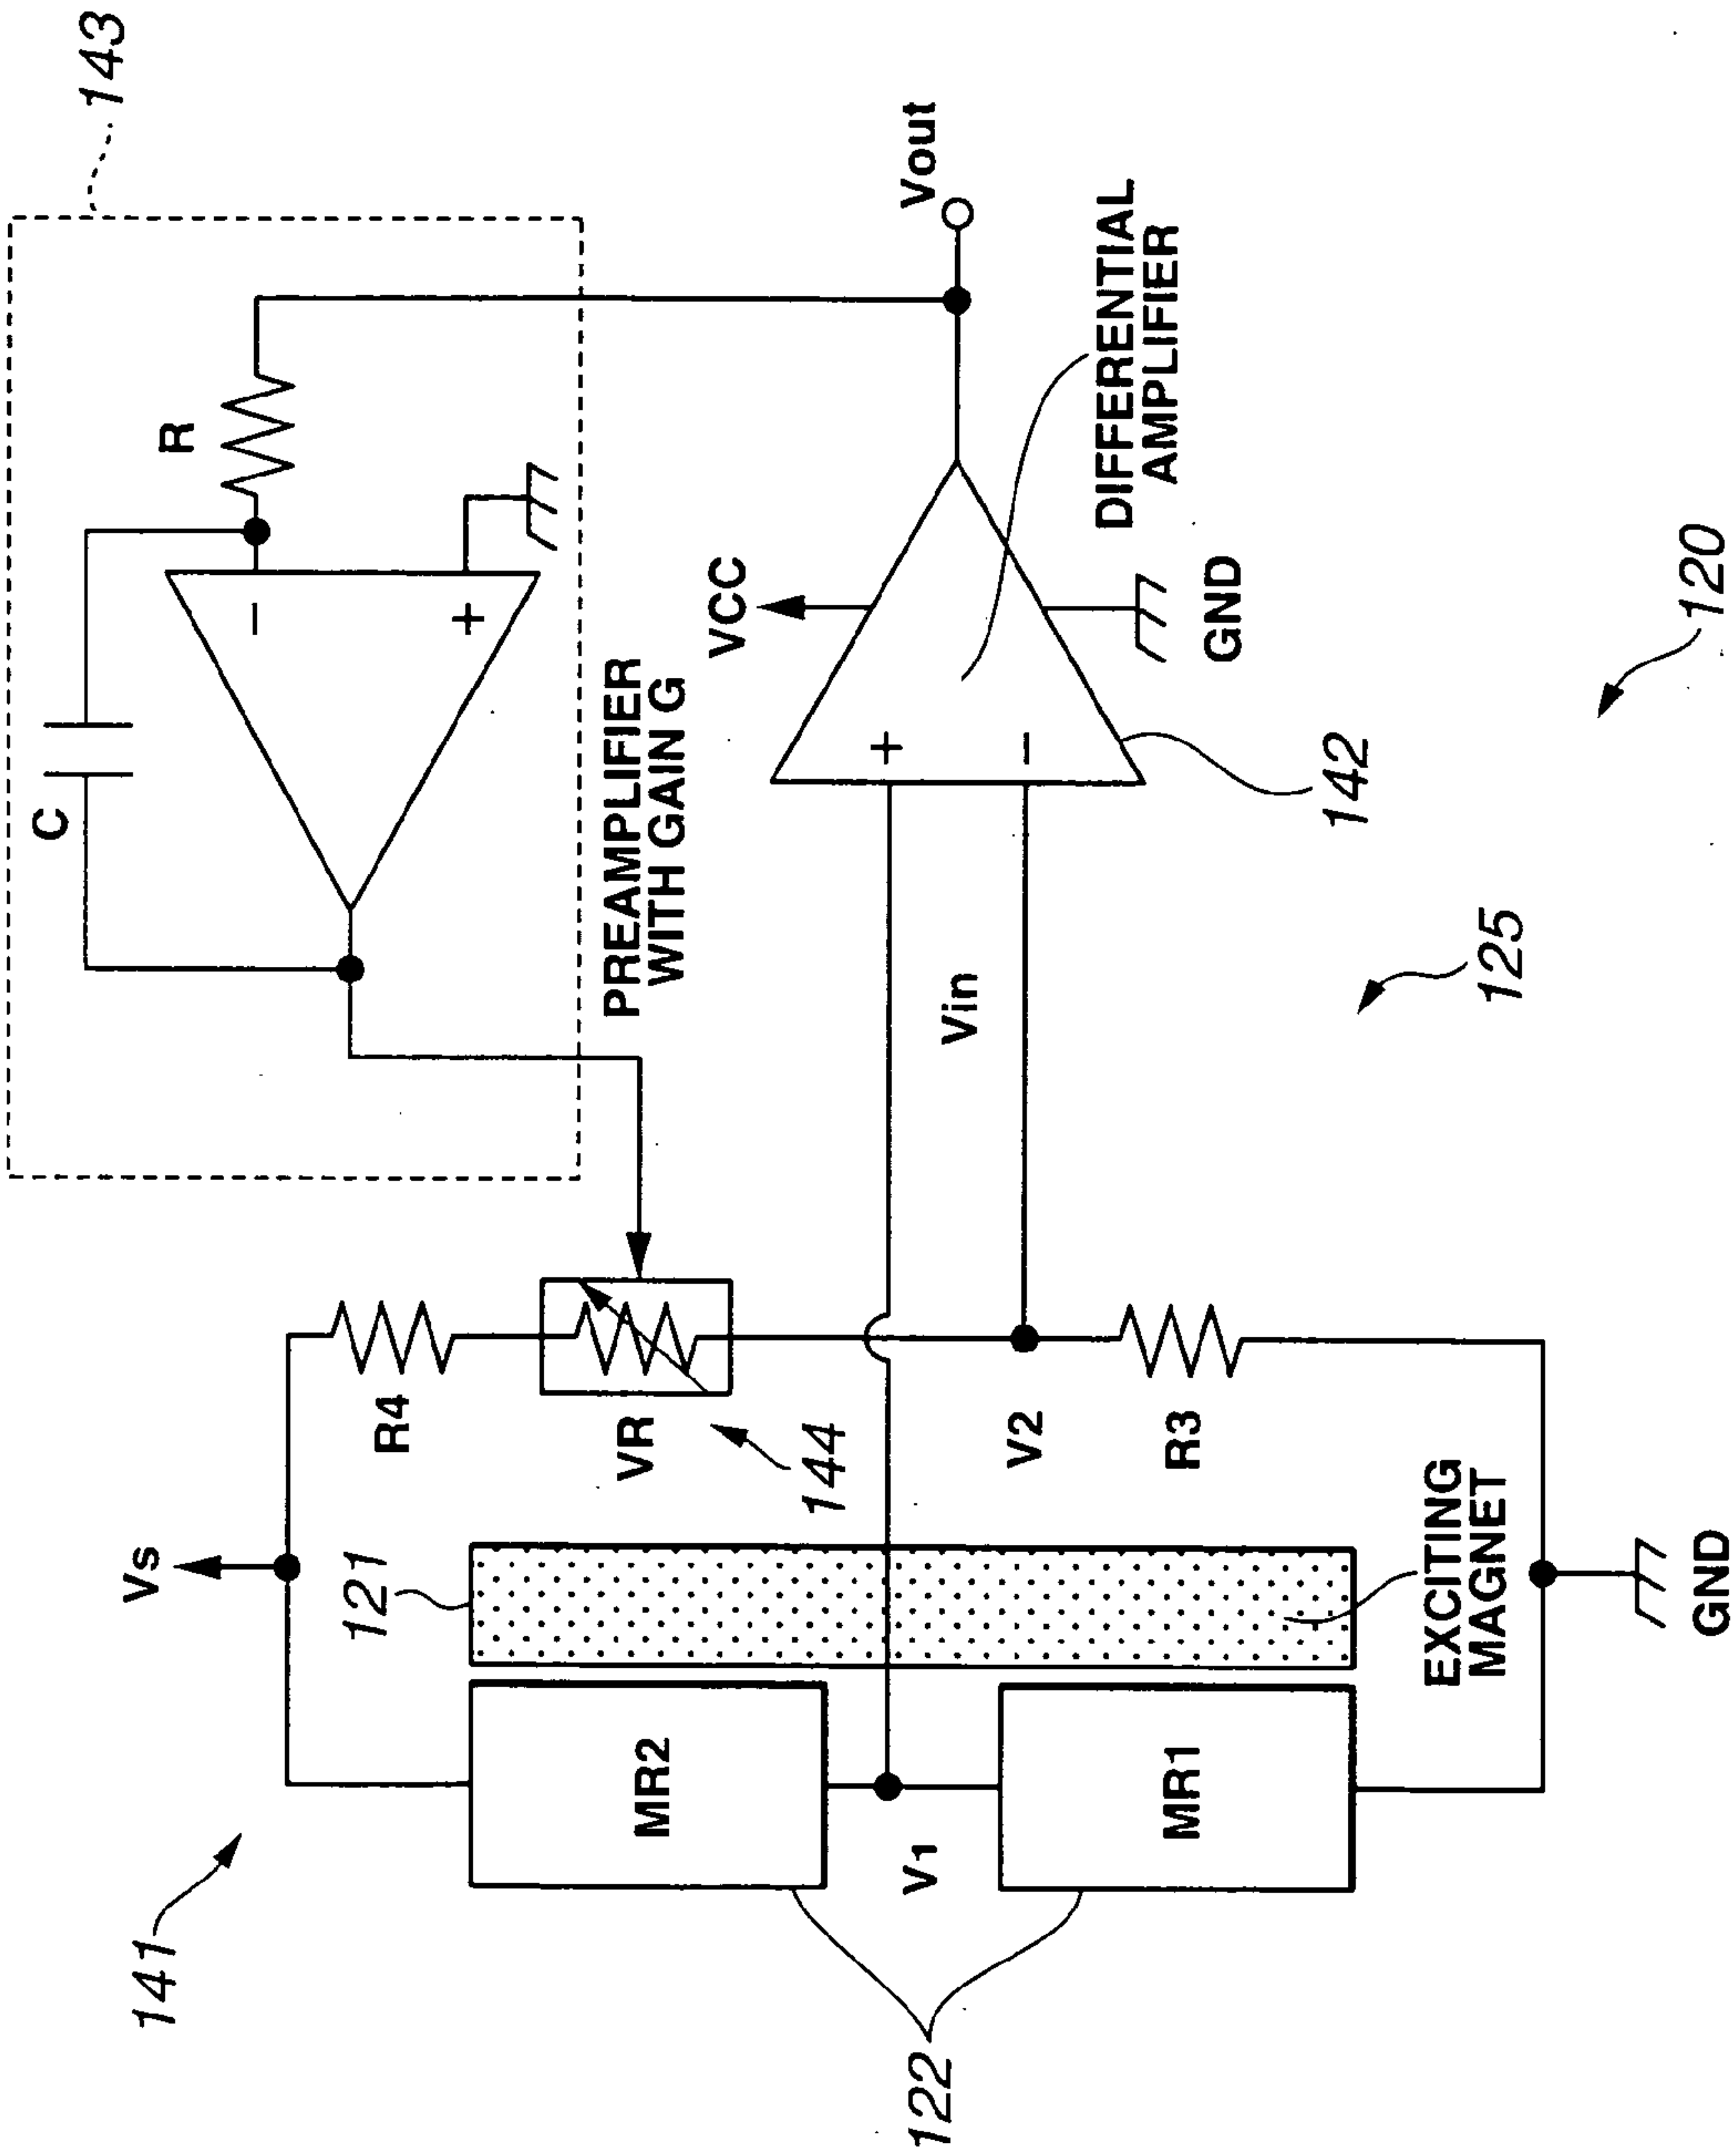 143
R
C
−
+
PREAMPLIFIER
WITH GAIN G
Vs
141
R4
VR
144
121
VCC
Vout
+
−
Vin
DIFFERENTIAL
AMPLIFIER
GND
142
MR2
V1
MR1
122
V2
R3
EXCITING
MAGNET
GND
125
120